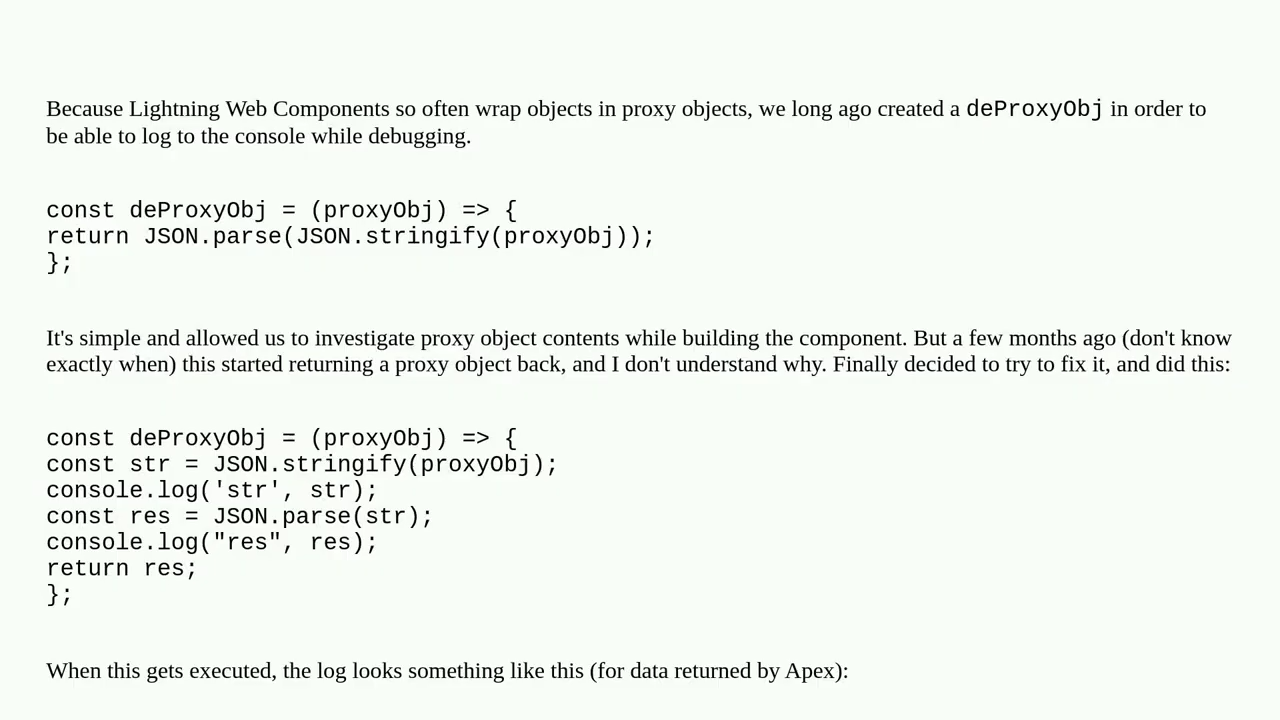 Because Lightning Web Components so often wrap objects in proxy objects, we long ago created a deProxyObj in order to
be able to log to the console while debugging.
const deProxyObj = (proxyObj) => {
return JSON.parse(JSON.stringify(proxyObj));
};
It's simple and allowed us to investigate proxy object contents while building the component. But a few months ago (don't know
exactly when) this started returning a proxy object back, and I don't understand why. Finally decided to try to fix it, and did this:
const deProxyObj = (proxyObj) => {
const str = JSON.stringify(proxyObj);
console.log('str', str);
const res = JSON.parse(str);
console.log("res", res);
return res;
};
When this gets executed, the log looks something like this (for data returned by Apex):